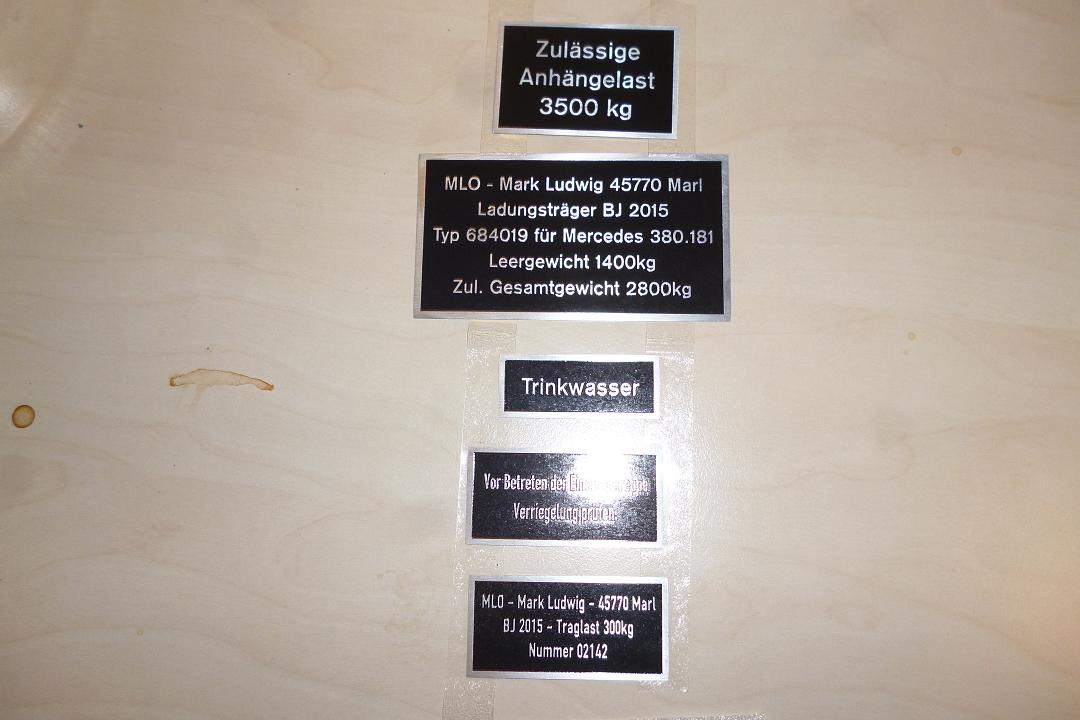 Zulässige
Anhängelast
3500 kg
MLO - Mark Ludwig 45770 Marl
Ladungsträger BJ 2015
Typ 684019 für Mercedes 380.181
Leergewicht 1400kg
Zul. Gesamtgewicht 2800kg
Trinkwasser
Vor Betreten der
Verriegelung prüfen
MLO - Mark Ludwig - 45770 Marl
BJ 2015 - Traglast 300kg
Nummer 02142